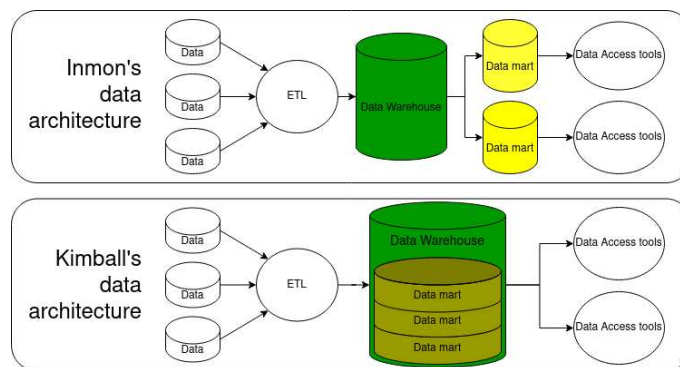 Inmon's
data
architecture
Data
Data
Data
ETL
Data Warehouse
Data mart
Data mart
Data Access tools
Data Access tools
Kimball's
data
architecture
Data
Data
Data
ETL
Data Warehouse
Data mart
Data mart
Data mart
Data Access tools
Data Access tools